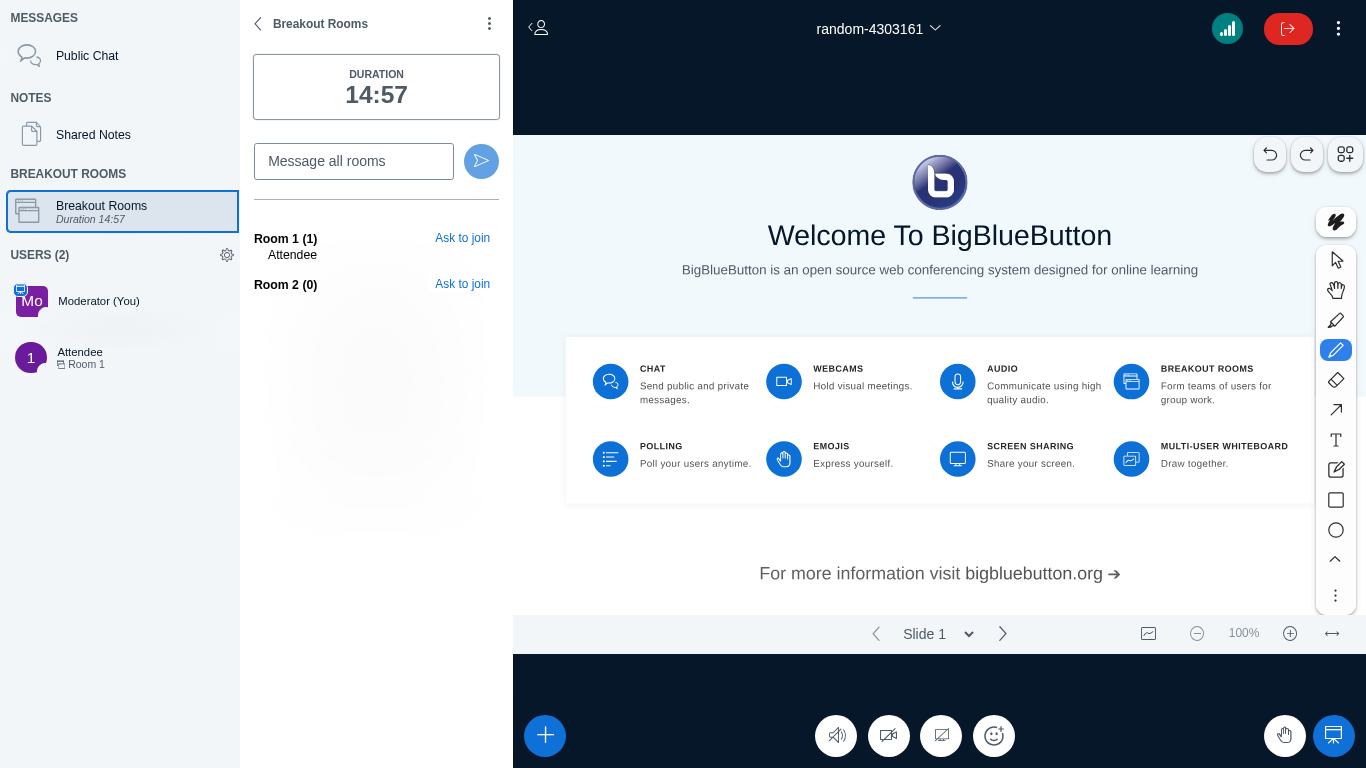 MESSAGES
Public Chat
NOTES
Shared Notes
BREAKOUT ROOMS
Breakout Rooms
Duration 14:57
USERS (2)
Mo
Moderator (You)
1
Attendee
Room 1
Breakout Rooms
DURATION
14:57
Message all rooms
Room 1 (1)
Ask to join
Attendee
Room 2 (0)
Ask to join
random-4303161
Welcome To BigBlueButton
BigBlueButton is an open source web conferencing system designed for online learning
CHAT
Send public and private
messages.
WEBCAMS
Hold visual meetings.
AUDIO
Communicate using high
quality audio.
BREAKOUT ROOMS
Form teams of users for
group work.
POLLING
Poll your users anytime.
EMOJIS
Express yourself.
SCREEN SHARING
Share your screen.
MULTI-USER WHITEBOARD
Draw together.
For more information visit bigbluebutton.org →
Slide 1
100%